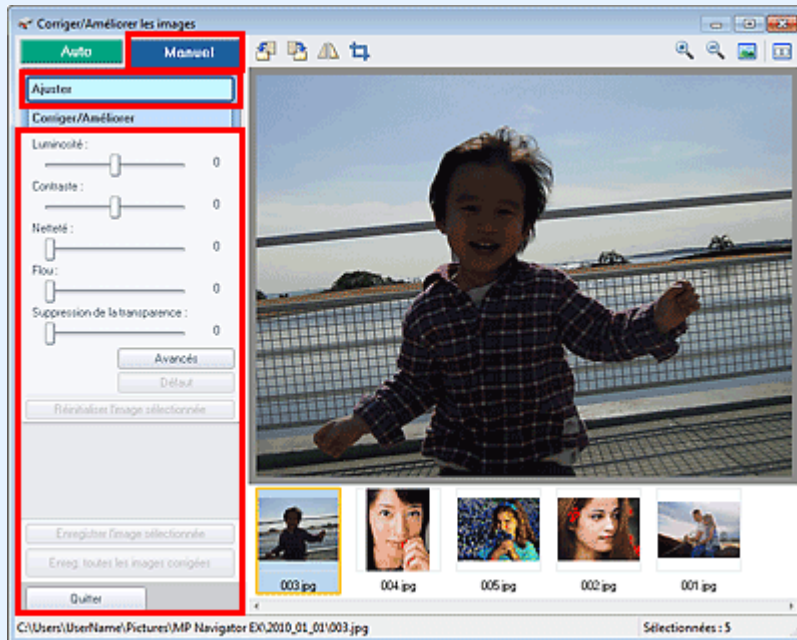 Corriger/Améliorer les images
Auto
Manuel
Ajuster
Corriger/Améliorer
Luminosité :
0
Contraste :
0
Netteté :
0
Flou :
0
Suppression de la transparence :
0
Avancés
Défaut
Réinitialiser l'image sélectionnée
Enregistrer l'image sélectionnée
Enreg. toutes les images corrigées
Quitter
003.jpg
004.jpg
005.jpg
002.jpg
001.jpg
C:\Users\UserName\Pictures\MP Navigator EX\2010_01_01\003.jpg
Sélectionnées : 5